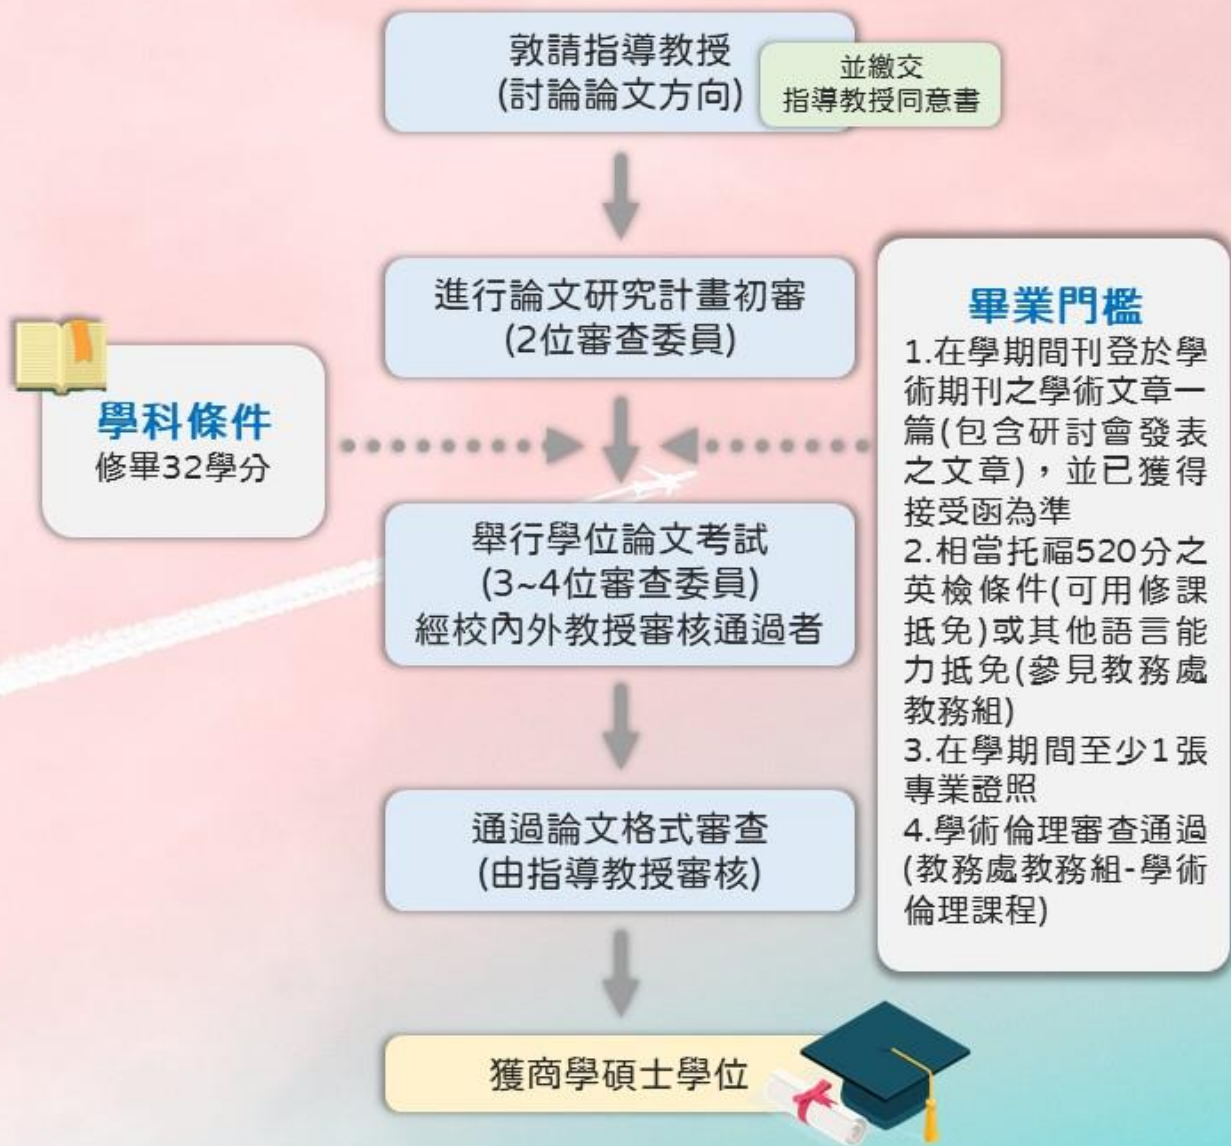 敦請指導教授
(討論論文方向)
並繳交
指導教授同意書
進行論文研究計畫初審
(2位審查委員)
學科條件
修畢32學分
畢業門檻
1.在學期間刊登於學
術期刊之學術文章一
篇(包含研討會發表
之文章)，並已獲得
接受函為準
2.相當托福520分之
英檢條件(可用修課
抵免)或其他語言能
力抵免(參見教務處
教務組)
3.在學期間至少1張
專業證照
4.學術倫理審查通過
(教務處教務組-學術
倫理課程)
舉行學位論文考試
(3~4位審查委員)
經校內外教授審核通過者
通過論文格式審查
(由指導教授審核)
獲商學碩士學位